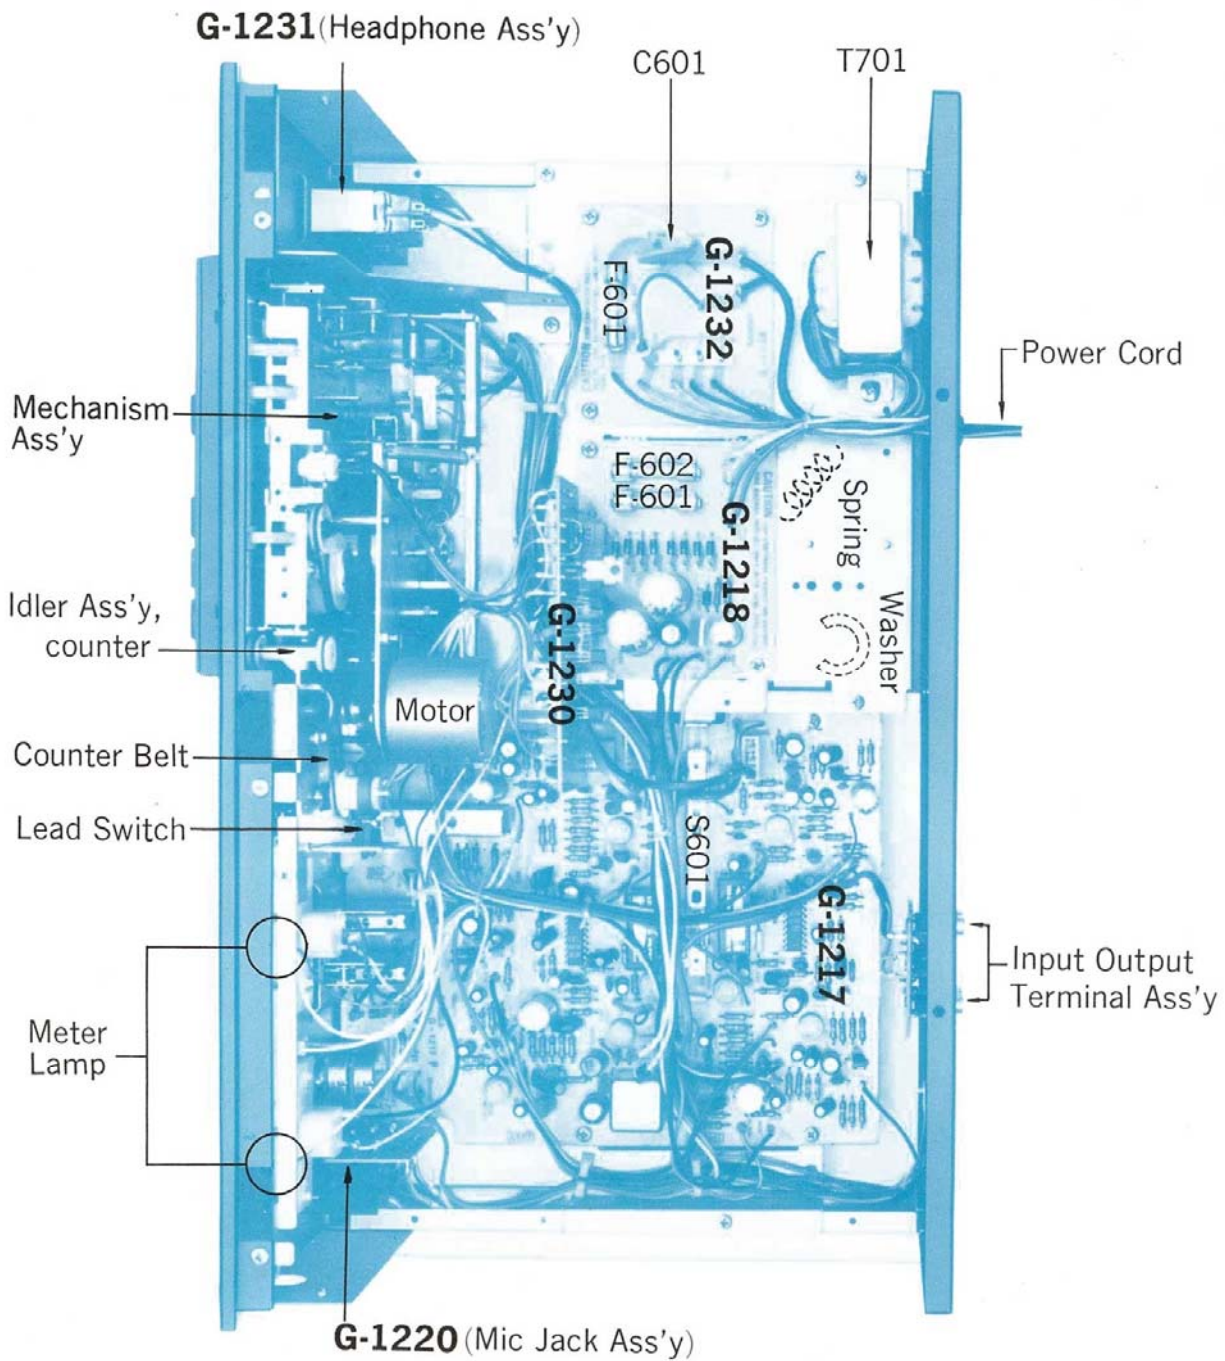 G-1231(Headphone Ass'y)
C601
T701
F-601
G-1232
Power Cord
Mechanism
Ass'y
F-602
F-601
Spring
G-1218
Idler Ass'y,
counter
Washer
G-1230
Motor
Counter Belt
Lead Switch
S601
G-1217
Input Output
Terminal Ass'y
Meter
Lamp
G-1220(Mic Jack Ass'y)